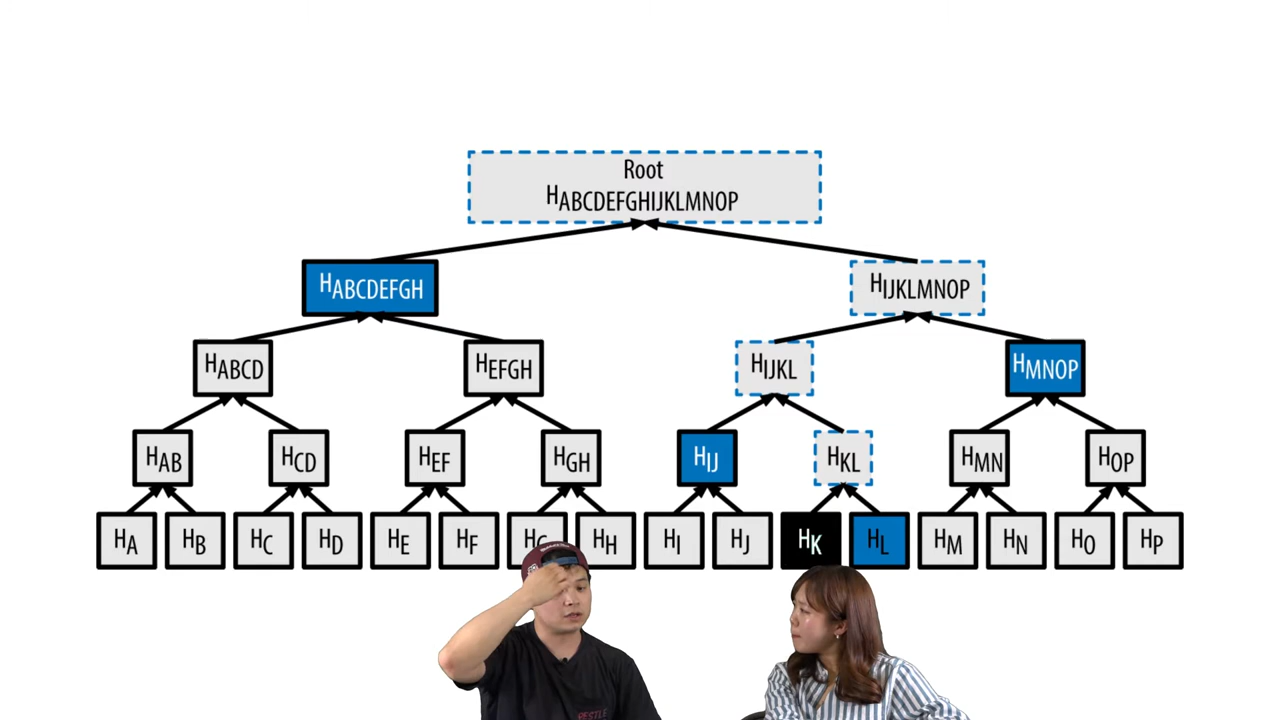 Root
HABCDEFGHIJKLMNOP
HABCDEFGH
HIJKLMNOP
HABCD
HEFGH
HIJKL
HMNOP
HAB
HCD
HEF
HGH
HIJ
HKL
HMN
HOP
HA
HB
HC
HD
HE
HF
HG
HH
HI
HJ
HK
HL
HM
HN
HO
HP